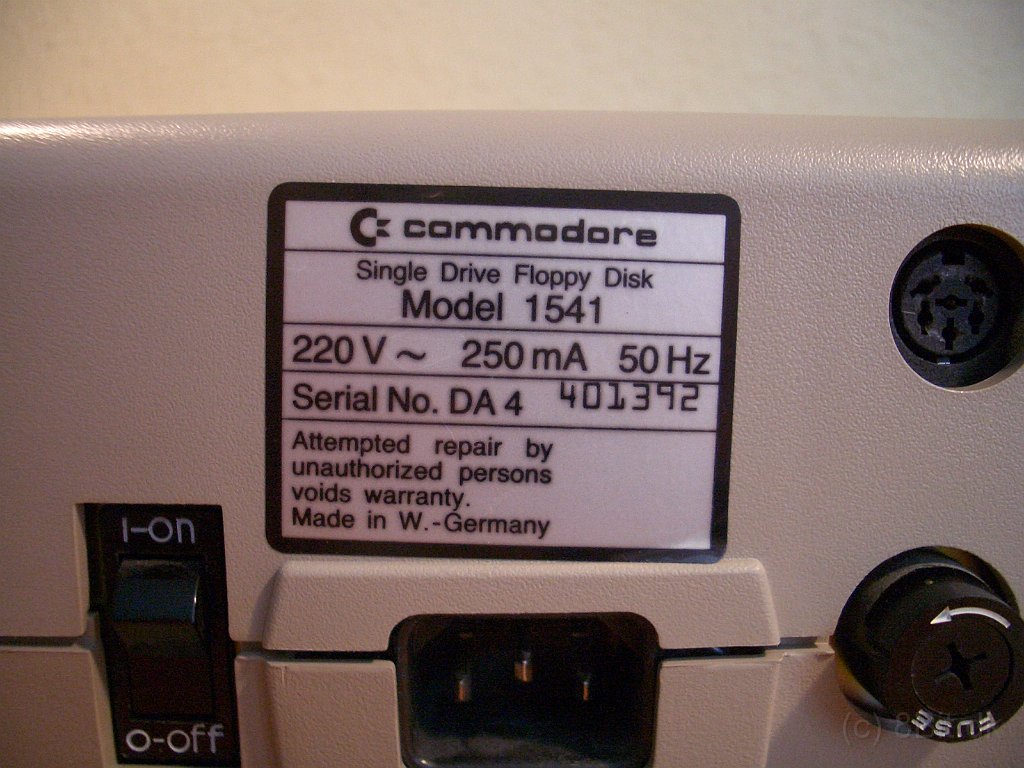 commodore
Single Drive Floppy Disk
Model 1541
220 V ~ 250 mA 50 Hz
Serial No. DA 4 401392
Attempted repair by
unauthorized persons
voids warranty.
Made in W.-Germany
I-on
o-off
FUSE
(c)